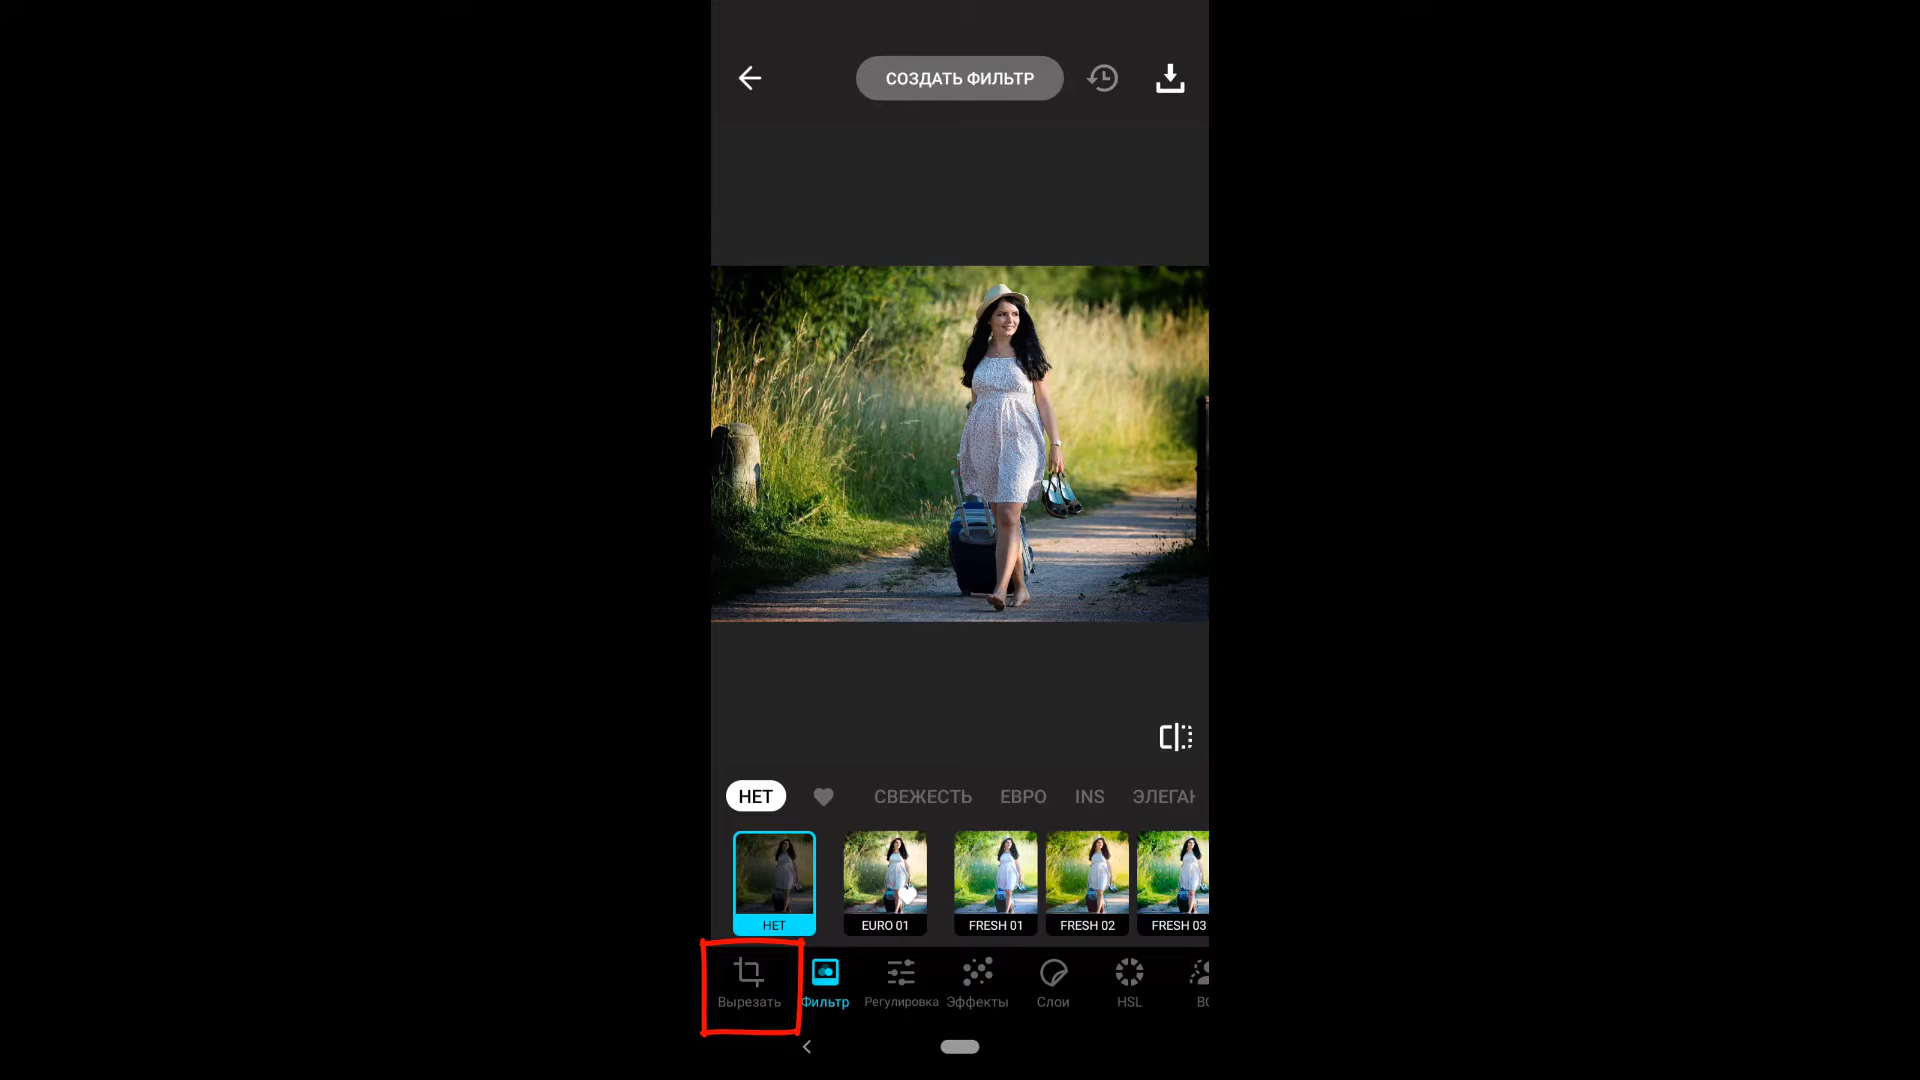 СОЗДАТЬ ФИЛЬТР
НЕТ СВЕЖЕСТЬ ЕВРО INS ЭЛЕГАН
НЕТ EURO 01 FRESH 01 FRESH 02 FRESH 03
Вырезать Фильтр Регулировка Эффекты Слои HSL